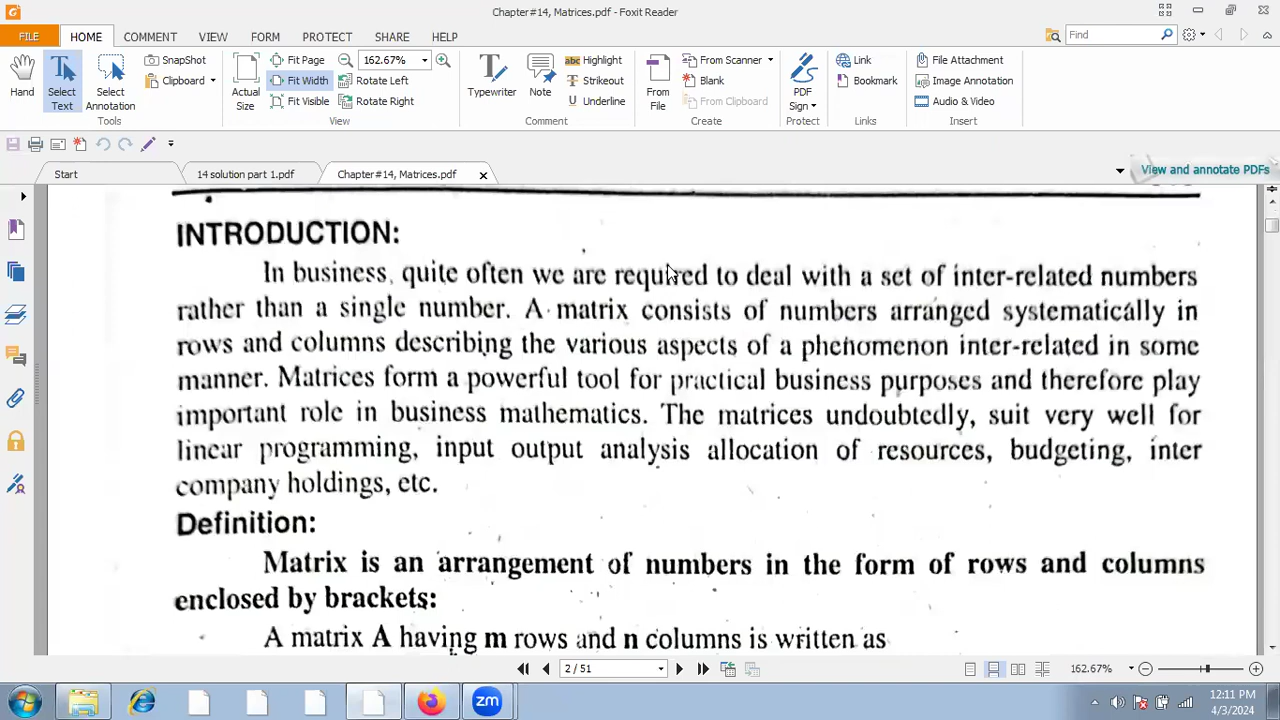 Chapter#14, Matrices.pdf - Foxit Reader
FILE HOME COMMENT VIEW FORM PROTECT SHARE HELP
Find
Hand
Select Text
Select Annotation
SnapShot
Clipboard
Tools
Actual Size
Fit Page
Fit Width
Fit Visible
162.67%
Rotate Left
Rotate Right
View
Typewriter
Note
Highlight
Strikeout
Underline
Comment
From File
From Scanner
Blank
From Clipboard
Create
PDF Sign
Protect
Link
Bookmark
Links
File Attachment
Image Annotation
Audio & Video
Insert
Start
14 solution part 1.pdf
Chapter#14, Matrices.pdf
View and annotate PDFs
INTRODUCTION:
In business, quite often we are required to deal with a set of inter-related numbers
rather than a single number. A matrix consists of numbers arranged systematically in
rows and columns describing the various aspects of a phenomenon inter-related in some
manner. Matrices form a powerful tool for practical business purposes and therefore play
important role in business mathematics. The matrices undoubtedly, suit very well for
linear programming, input output analysis allocation of resources, budgeting, inter
company holdings, etc.
Definition:
Matrix is an arrangement of numbers in the form of rows and columns
enclosed by brackets:
A matrix A having m rows and n columns is written as
2 / 51
162.67%
zm
12:11 PM
4/3/2024